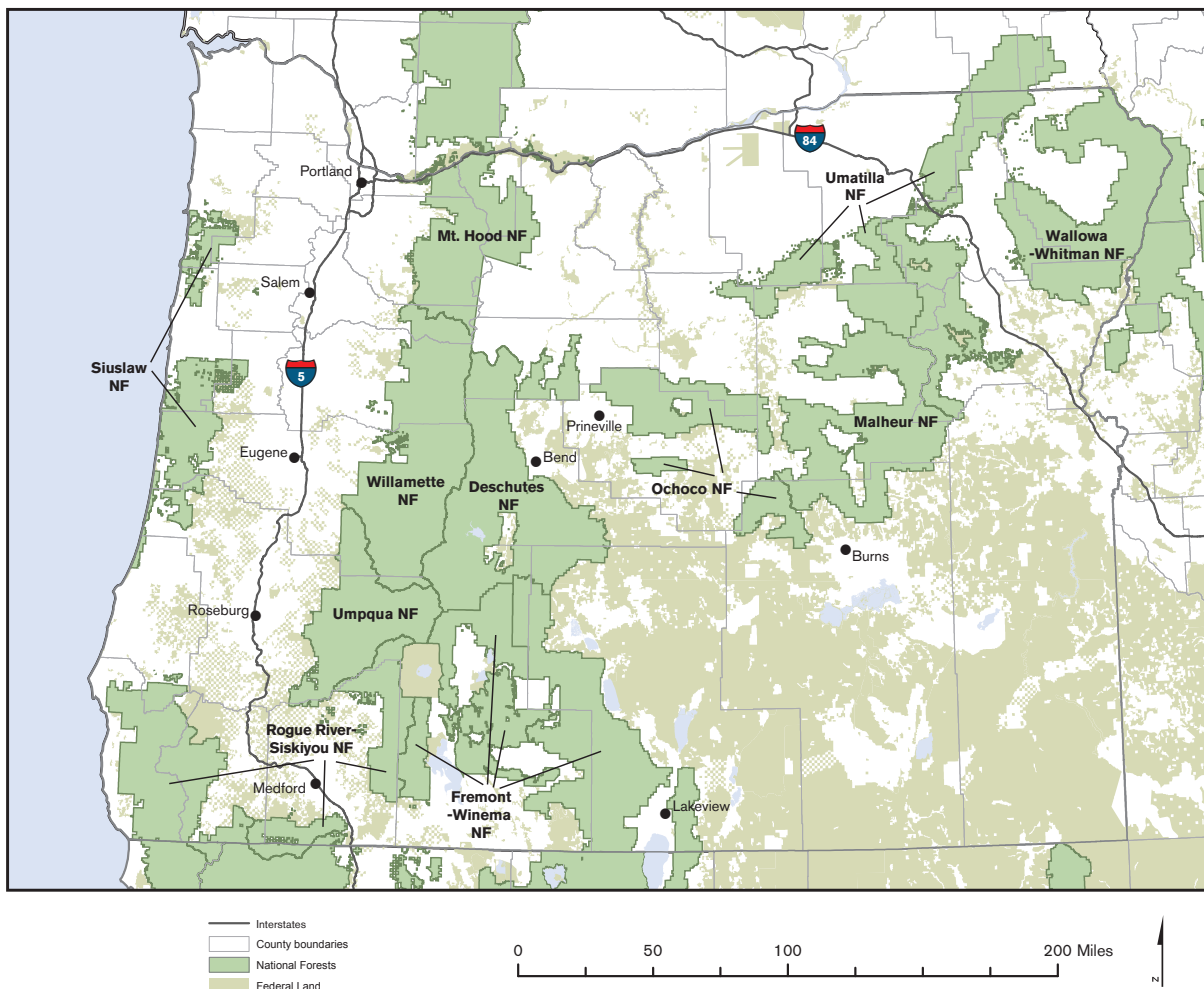 84
Portland
Umatilla
NF
Mt. Hood NF
Wallowa
-Whitman NF
Salem
Siuslaw
NF
5
Prineville
Malheur NF
Eugene
Bend
Willamette
NF
Deschutes
NF
Ochoco NF
Burns
Roseburg
Umpqua NF
Rogue River-
Siskiyou NF
Medford
Fremont
-Winema
NF
Lakeview
Interstates
County boundaries
National Forests
Federal Land
0
50
100
200 Miles
N